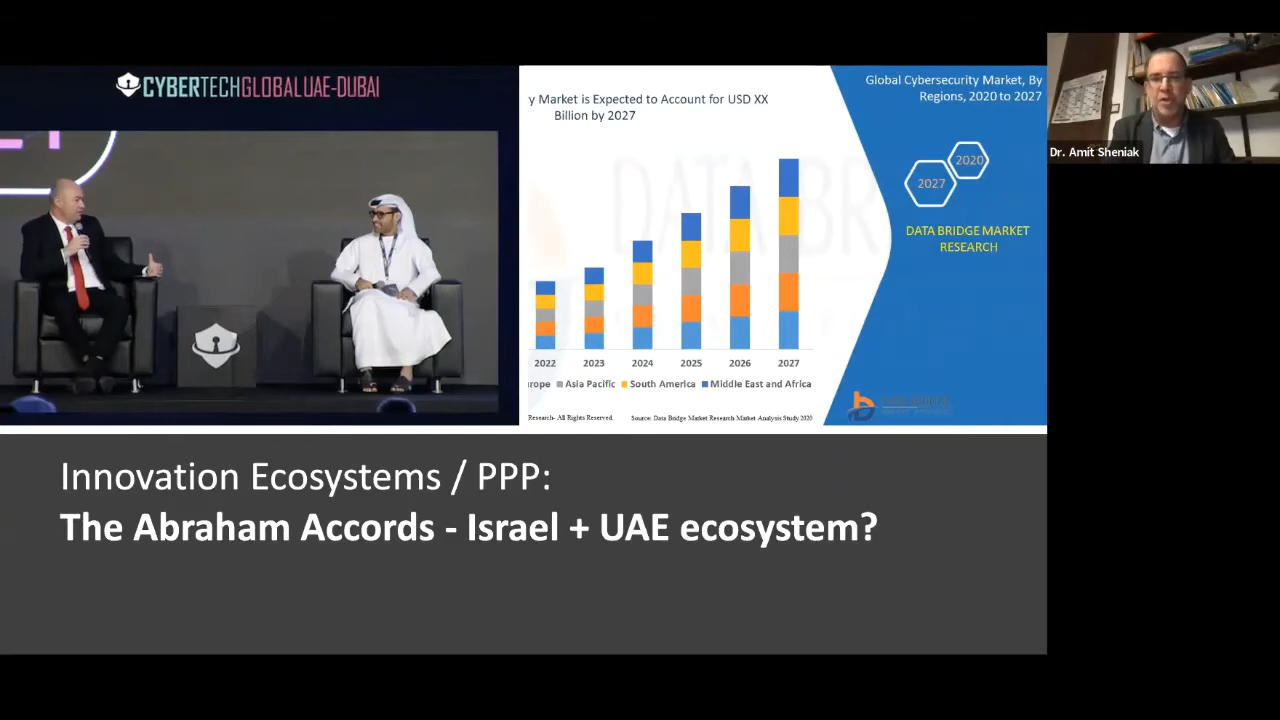 CYBERTECHGLOBALUAE-DUBAI
y Market is Expected to Account for USD XX
Billion by 2027
Global Cybersecurity Market, By
Regions, 2020 to 2027
2020
2027
DATA BRIDGE MARKET
RESEARCH
DATA BR
2022 2023 2024 2025 2026 2027
rope Asia Pacific South America Middle East and Africa
Research- All Rights Reserved. Source: Data Bridge Market Research Market Analysis Study 2020
Dr. Amit Sheniak
Innovation Ecosystems / PPP:
The Abraham Accords - Israel + UAE ecosystem?